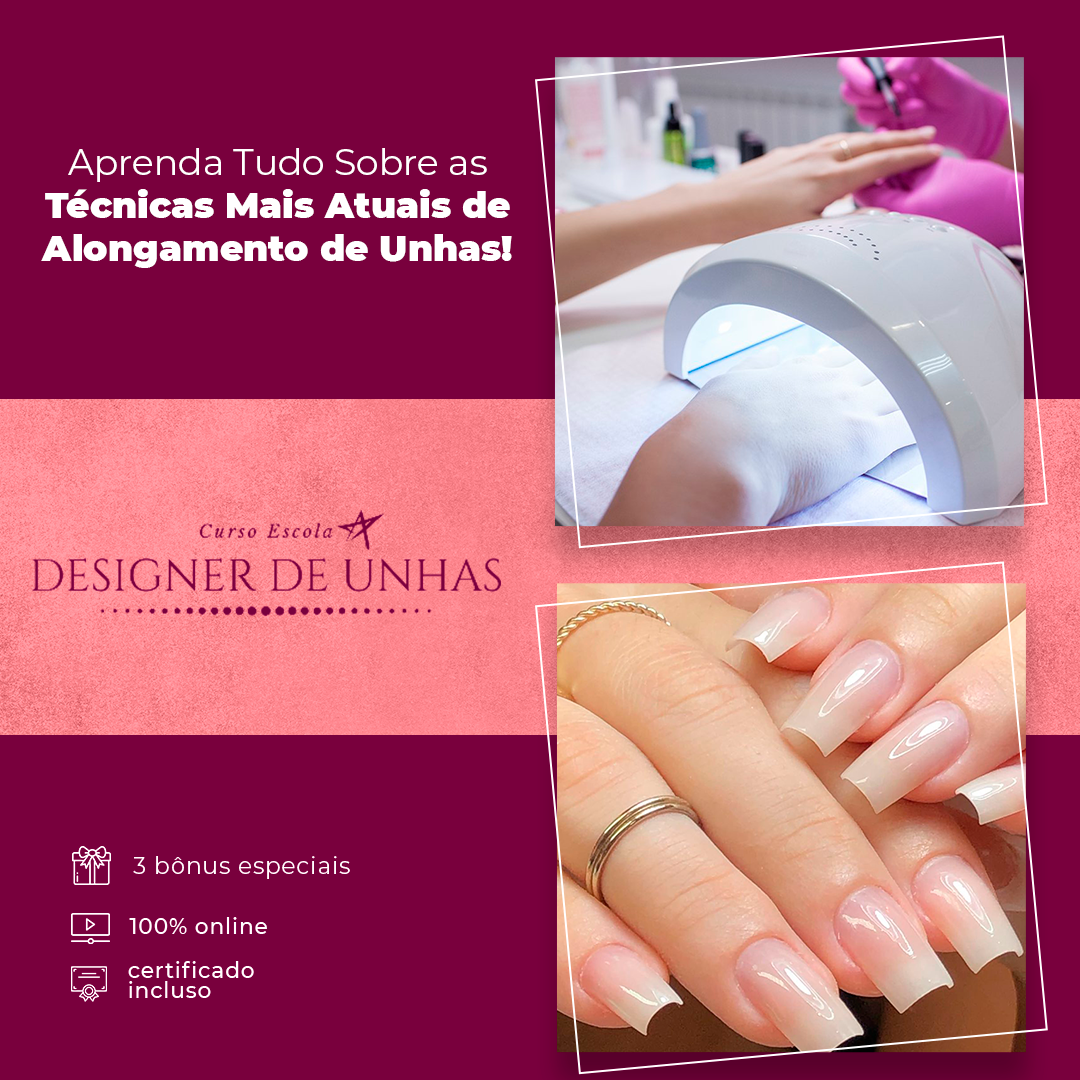 Aprenda Tudo Sobre as
Técnicas Mais Atuais de
Alongamento de Unhas!
Curso Escola
DESIGNER DE UNHAS
3 bônus especiais
100% online
certificado
incluso